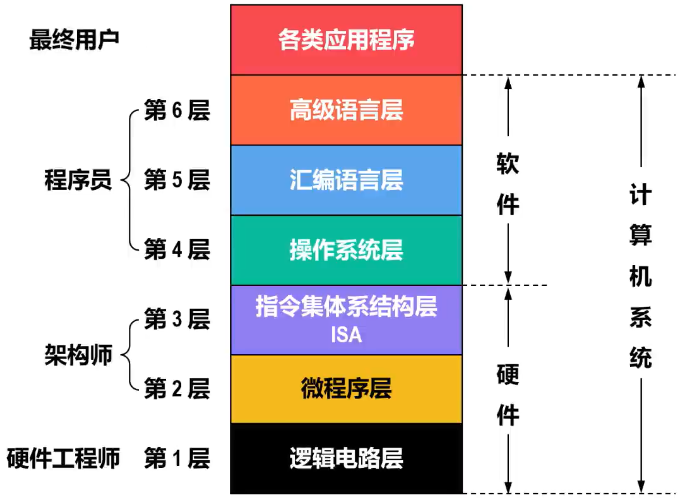 最终用户
各类应用程序
第 6 层
高级语言层
程序员
第 5 层
汇编语言层
第 4 层
操作系统层
软件
第 3 层
指令集体系结构层
ISA
架构师
第 2 层
微程序层
硬件
硬件工程师
第 1 层
逻辑电路层
计算机系统